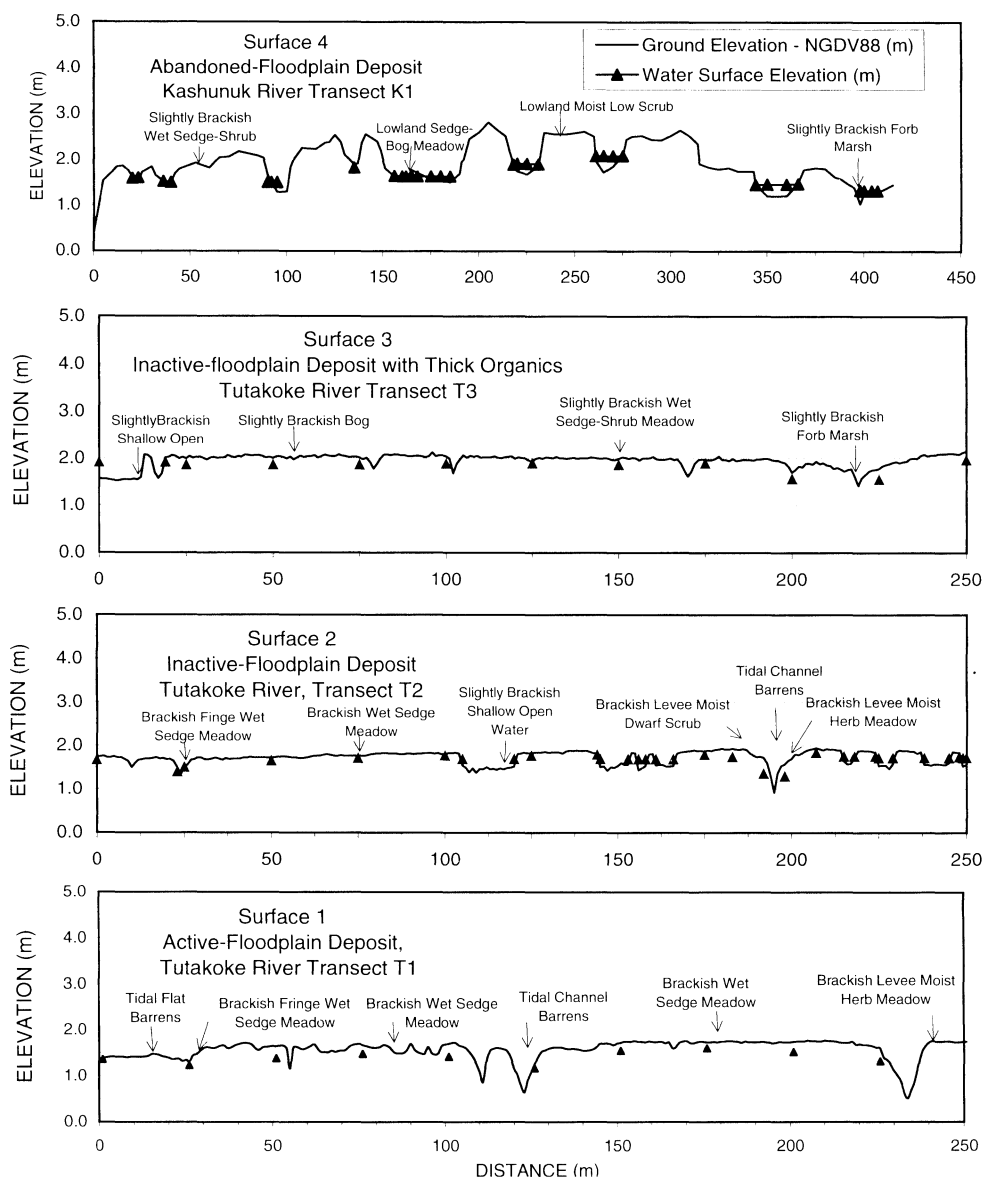 5.0
4.0
3.0
2.0
1.0
0.0
ELEVATION (m)
Surface 4
Abandoned-Floodplain Deposit
Kashunuk River Transect K1
Ground Elevation - NGDV88 (m)
Water Surface Elevation (m)
Slightly Brackish
Wet Sedge-Shrub
Lowland Sedge-
Bog Meadow
Lowland Moist Low Scrub
Slightly Brackish Forb
Marsh
0 50 100 150 200 250 300 350 400 450
5.0
4.0
3.0
2.0
1.0
0.0
ELEVATION (m)
Surface 3
Inactive-floodplain Deposit with Thick Organics
Tutakoke River Transect T3
SlightlyBrackish
Shallow Open
Slightly Brackish Bog
Slightly Brackish Wet
Sedge-Shrub Meadow
Slightly Brackish
Forb Marsh
0 50 100 150 200 250
5.0
4.0
3.0
2.0
1.0
0.0
ELEVATION (m)
Surface 2
Inactive-Floodplain Deposit
Tutakoke River, Transect T2
Brackish Finge Wet
Sedge Meadow
Brackish Wet Sedge
Meadow
Slightly Brackish
Shallow Open
Water
Brackish Levee Moist
Dwarf Scrub
Tidal Channel
Barrens
Brackish Levee Moist
Herb Meadow
0 50 100 150 200 250
5.0
4.0
3.0
2.0
1.0
0.0
ELEVATION (m)
Surface 1
Active-Floodplain Deposit,
Tutakoke River Transect T1
Tidal Flat
Barrens
Brackish Fringe Wet
Sedge Meadow
Brackish Wet Sedge
Meadow
Tidal Channel
Barrens
Brackish Wet
Sedge Meadow
Brackish Levee Moist
Herb Meadow
0 50 100 150 200 250
DISTANCE (m)